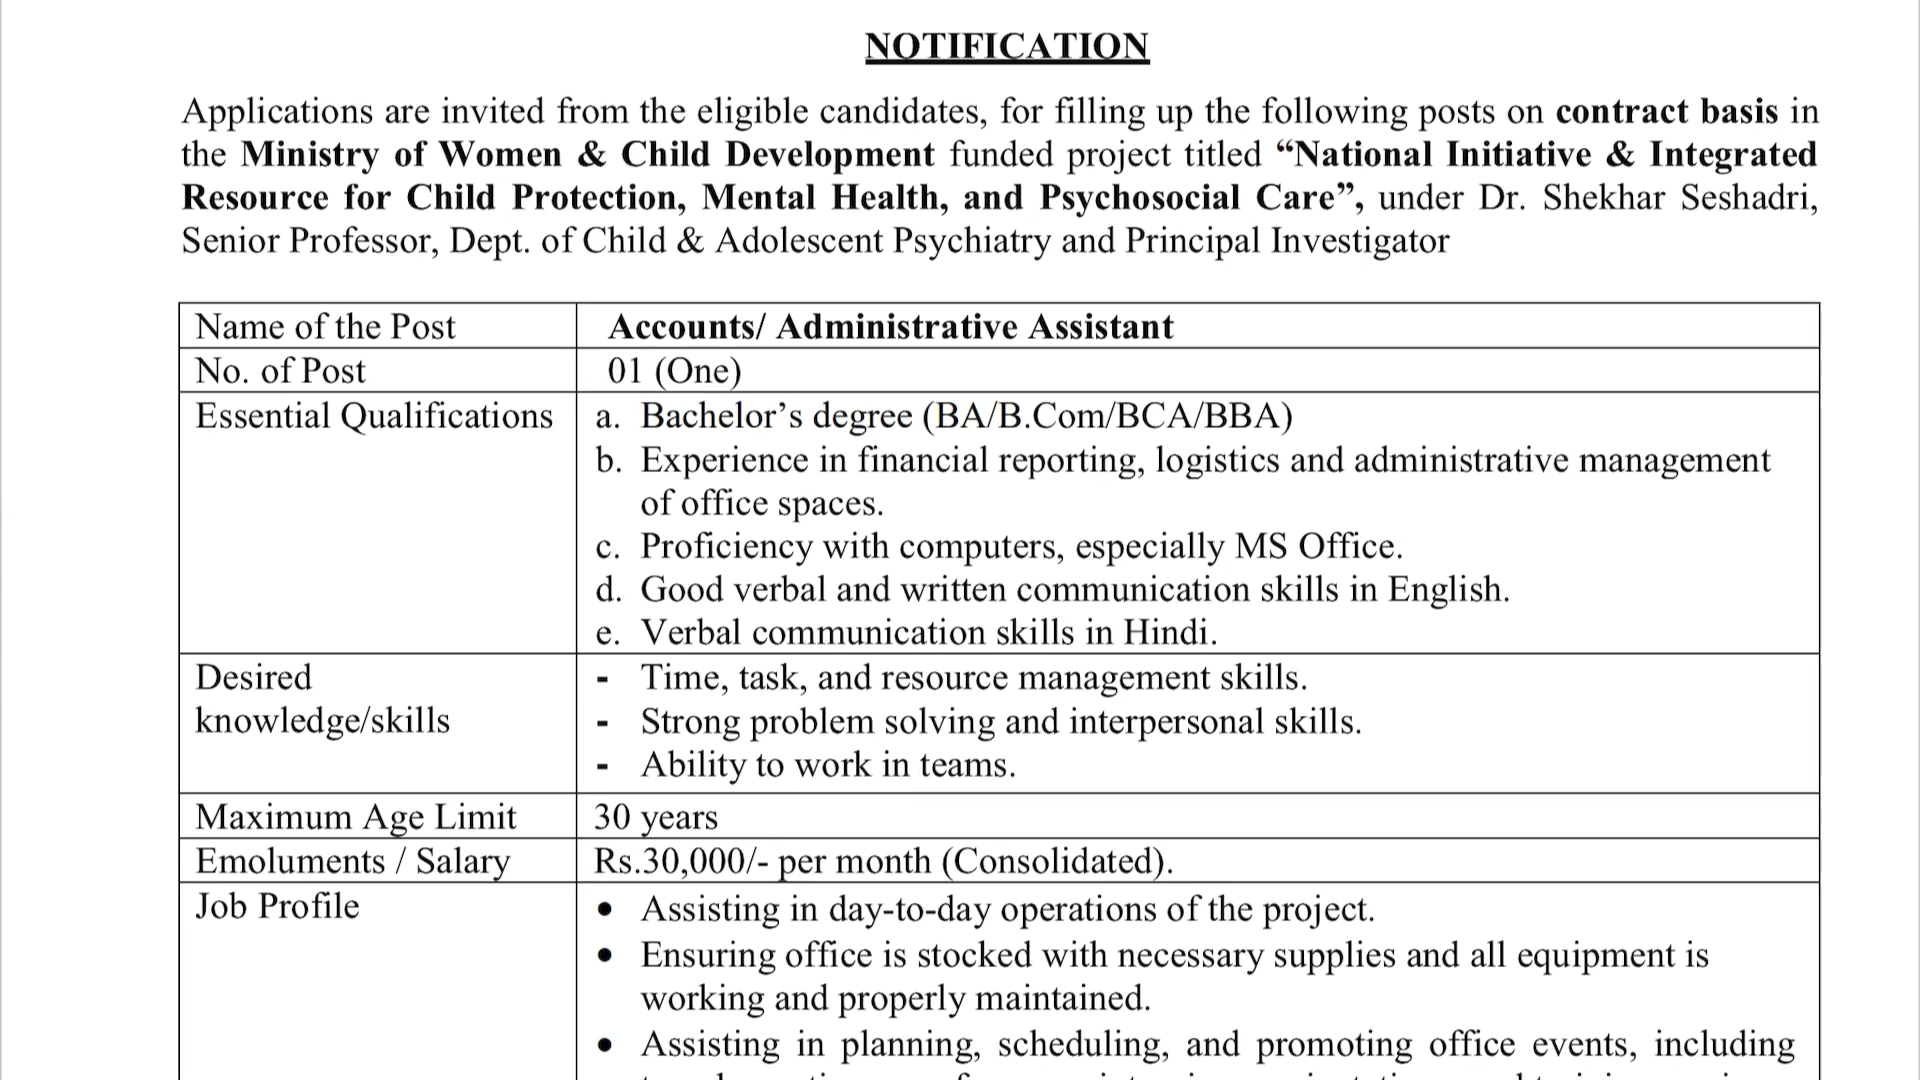 NOTIFICATION
Applications are invited from the eligible candidates, for filling up the following posts on contract basis in
the Ministry of Women & Child Development funded project titled “National Initiative & Integrated
Resource for Child Protection, Mental Health, and Psychosocial Care”, under Dr. Shekhar Seshadri,
Senior Professor, Dept. of Child & Adolescent Psychiatry and Principal Investigator
Name of the Post
Accounts/ Administrative Assistant
No. of Post
01 (One)
Essential Qualifications
a. Bachelor’s degree (BA/B.Com/BCA/BBA)
b. Experience in financial reporting, logistics and administrative management
of office spaces.
c. Proficiency with computers, especially MS Office.
d. Good verbal and written communication skills in English.
e. Verbal communication skills in Hindi.
Desired
knowledge/skills
- Time, task, and resource management skills.
- Strong problem solving and interpersonal skills.
- Ability to work in teams.
Maximum Age Limit
30 years
Emoluments / Salary
Rs.30,000/- per month (Consolidated).
Job Profile
• Assisting in day-to-day operations of the project.
• Ensuring office is stocked with necessary supplies and all equipment is
working and properly maintained.
• Assisting in planning, scheduling, and promoting office events, including